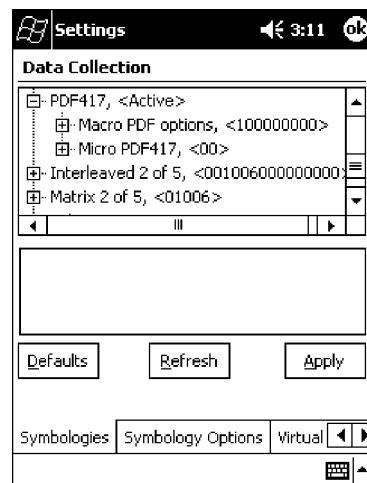 Settings 3:11 ok
Data Collection
PDF417, <Active>
Macro PDF options, <100000000>
Micro PDF417, <00>
Interleaved 2 of 5, <001006000000000>
Matrix 2 of 5, <01006>
Defaults Refresh Apply
Symbologies Symbology Options Virtual